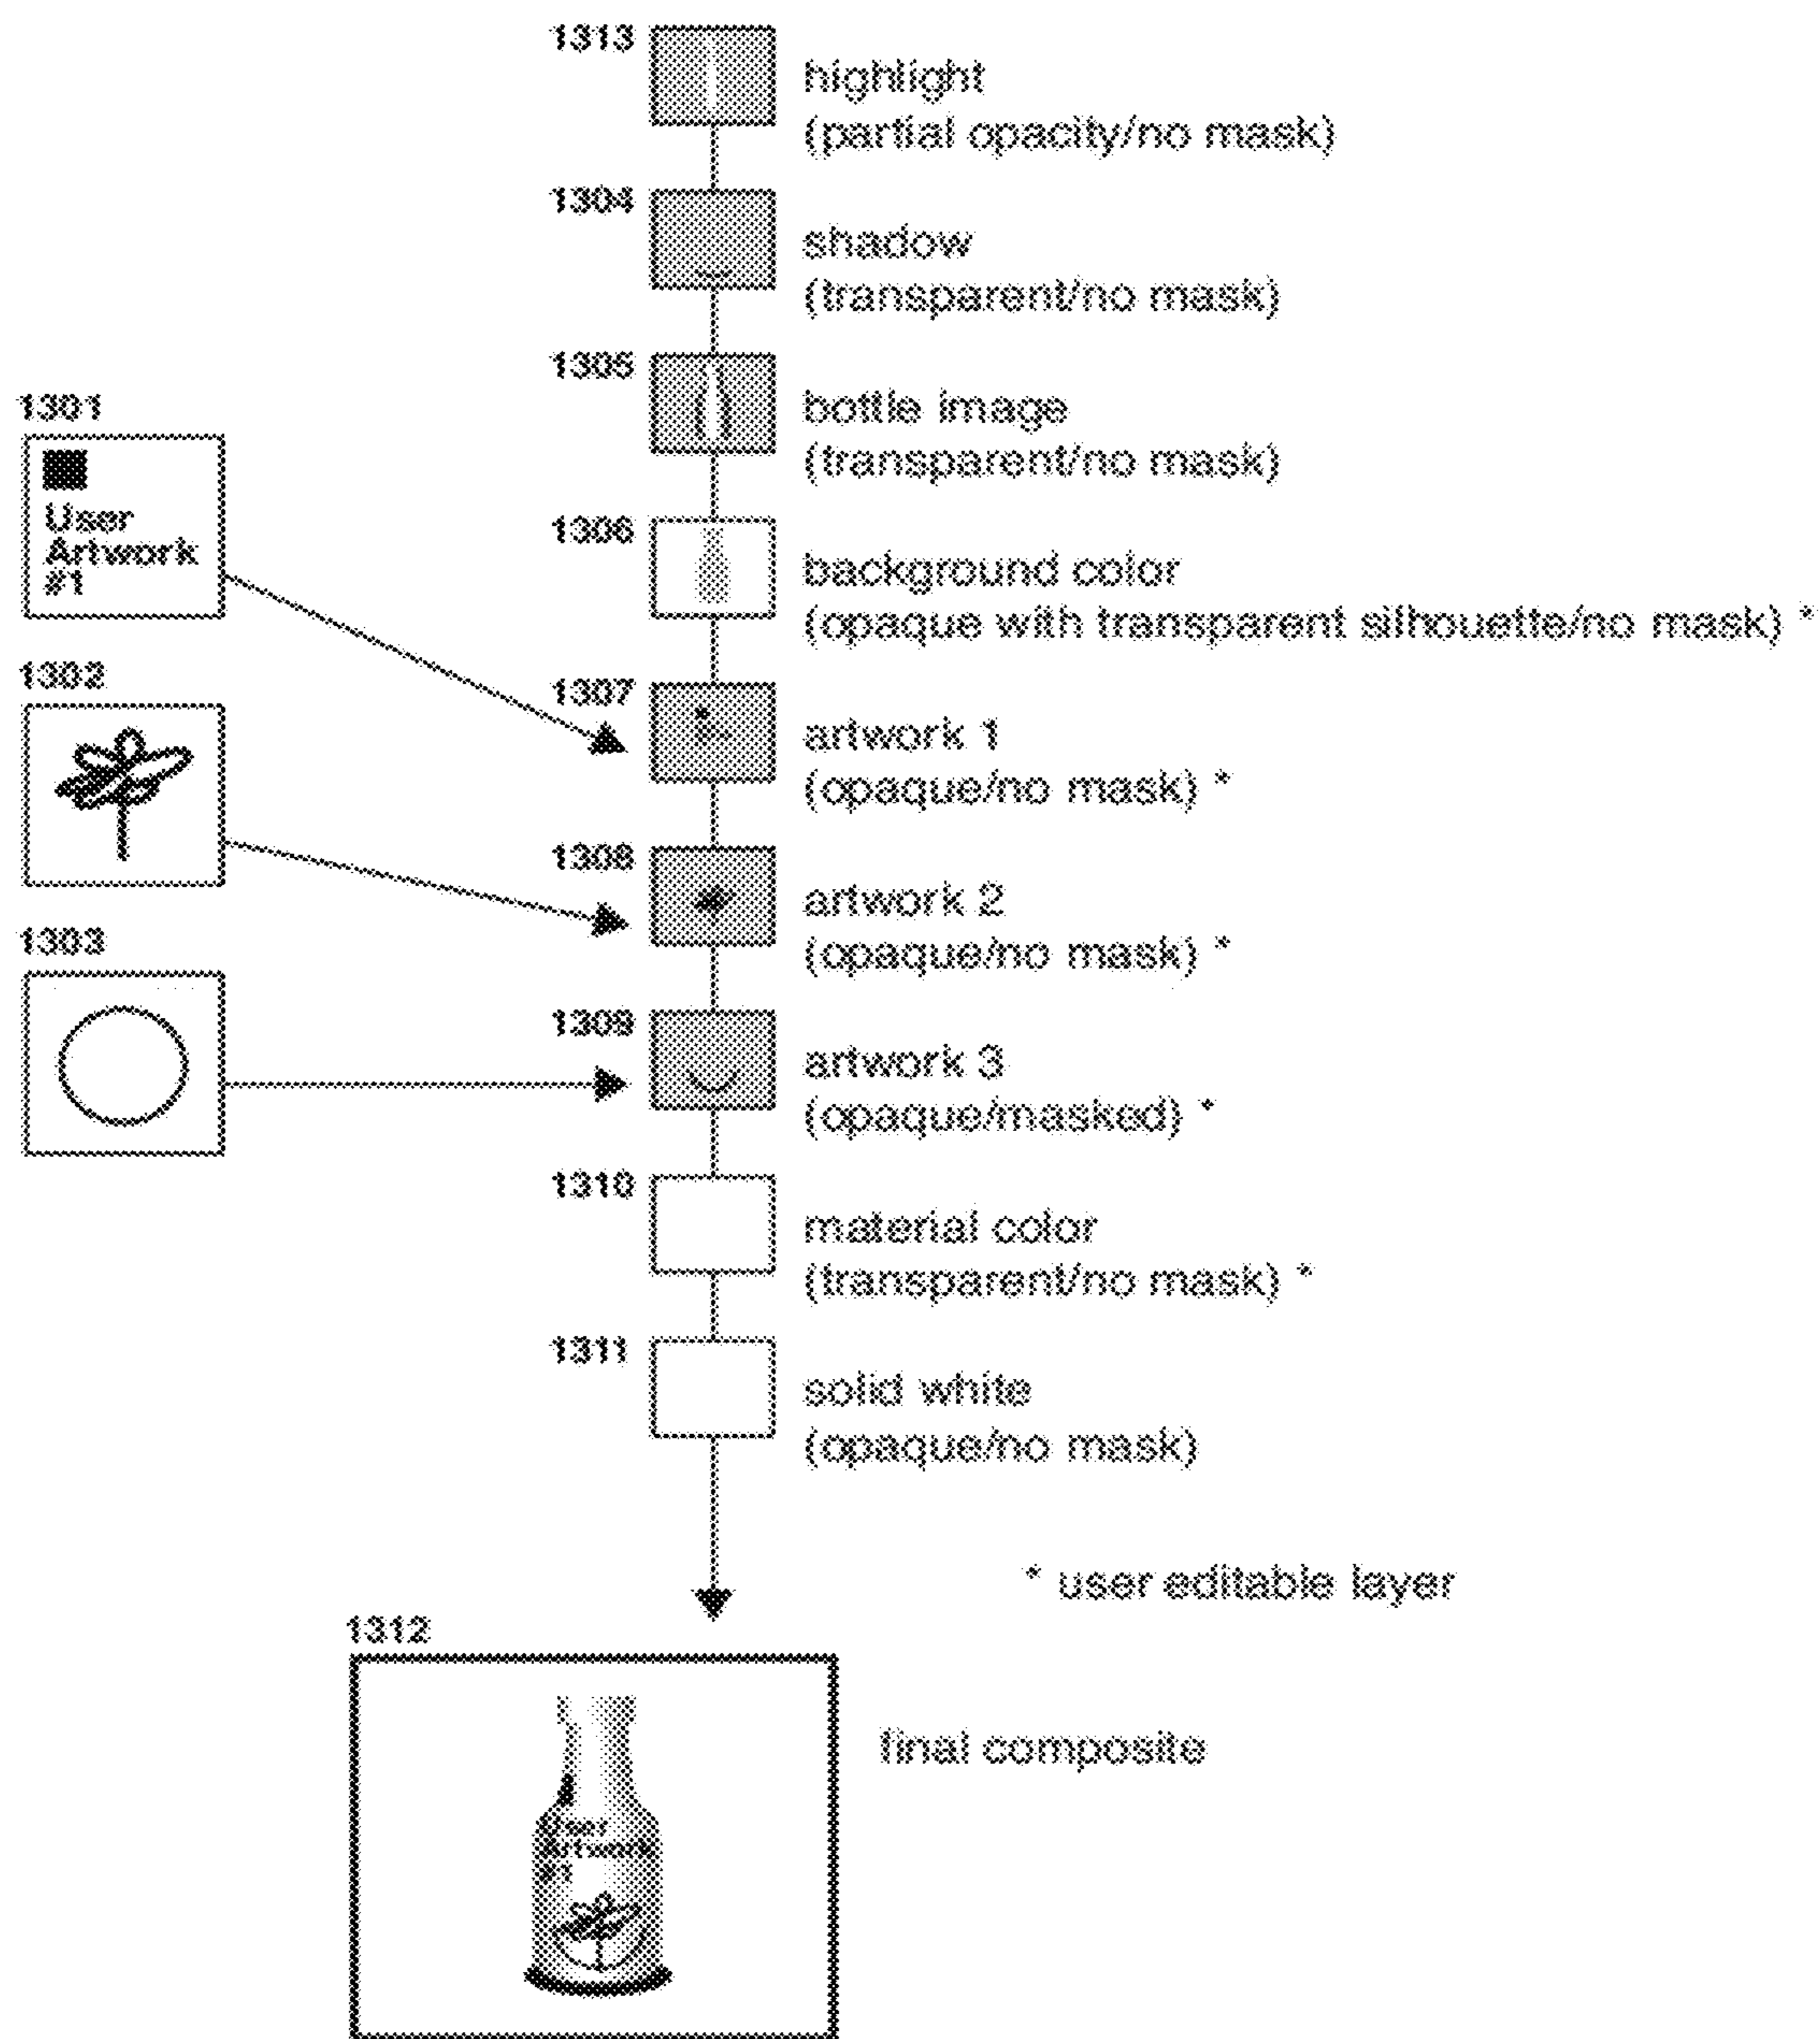 1313
highlight
(partial opacity/no mask)
1304
shadow
(transparent/no mask)
1305
bottle image
(transparent/no mask)
1301
User
Artwork
#1
1306
background color
(opaque with transparent silhouette/no mask) *
1302
1307
artwork 1
(opaque/no mask) *
1308
artwork 2
(opaque/no mask) *
1303
1309
artwork 3
(opaque/masked) *
1310
material color
(transparent/no mask) *
1311
solid white
(opaque/no mask)
* user editable layer
1312
final composite
User
Artwork
#1